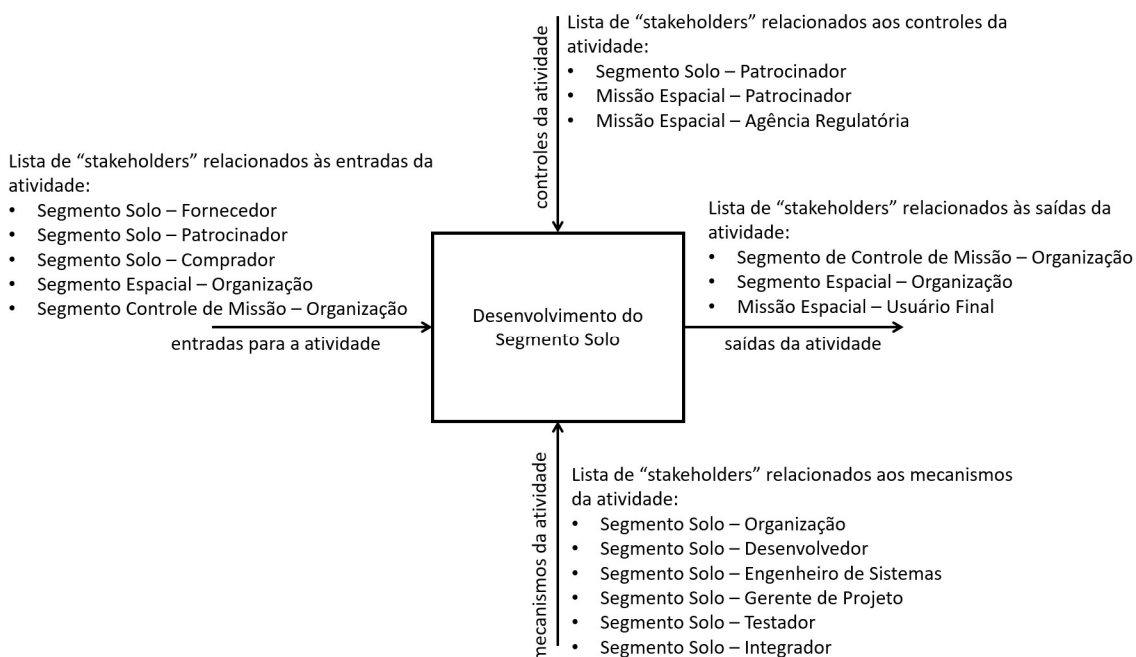 Lista de “stakeholders” relacionados aos controles da
atividade:
• Segmento Solo – Patrocinador
• Missão Espacial – Patrocinador
• Missão Espacial – Agência Regulatória
controles da atividade
Lista de “stakeholders” relacionados às entradas da
atividade:
• Segmento Solo – Fornecedor
• Segmento Solo – Patrocinador
• Segmento Solo – Comprador
• Segmento Espacial – Organização
• Segmento Controle de Missão – Organização
entradas para a atividade
Desenvolvimento do
Segmento Solo
Lista de “stakeholders” relacionados às saídas da
atividade:
• Segmento de Controle de Missão – Organização
• Segmento Espacial – Organização
• Missão Espacial – Usuário Final
saídas da atividade
mecanismos da atividade
Lista de “stakeholders” relacionados aos mecanismos
da atividade:
• Segmento Solo – Organização
• Segmento Solo – Desenvolvedor
• Segmento Solo – Engenheiro de Sistemas
• Segmento Solo – Gerente de Projeto
• Segmento Solo – Testador
• Segmento Solo – Integrador